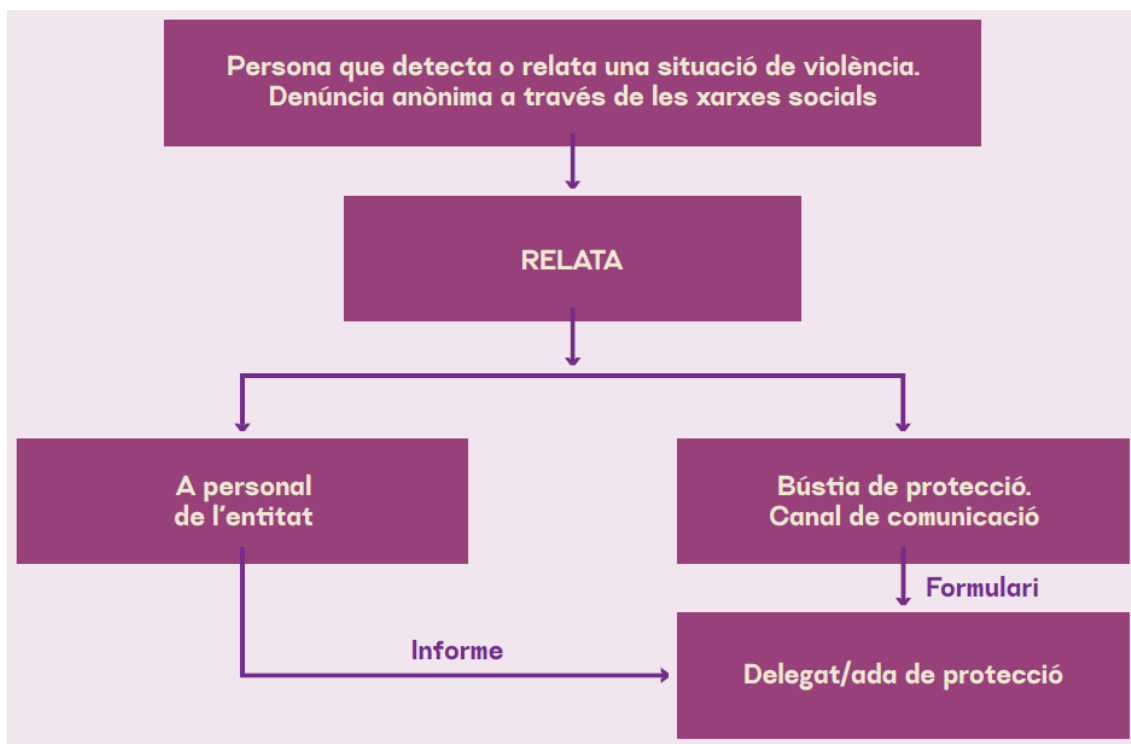 Persona que detecta o relata una situació de violència.
Denúncia anònima a través de les xarxes socials
RELATA
A personal
de l'entitat
Bústia de protecció.
Canal de comunicació
Formulari
Informe
Delegat/ada de protecció